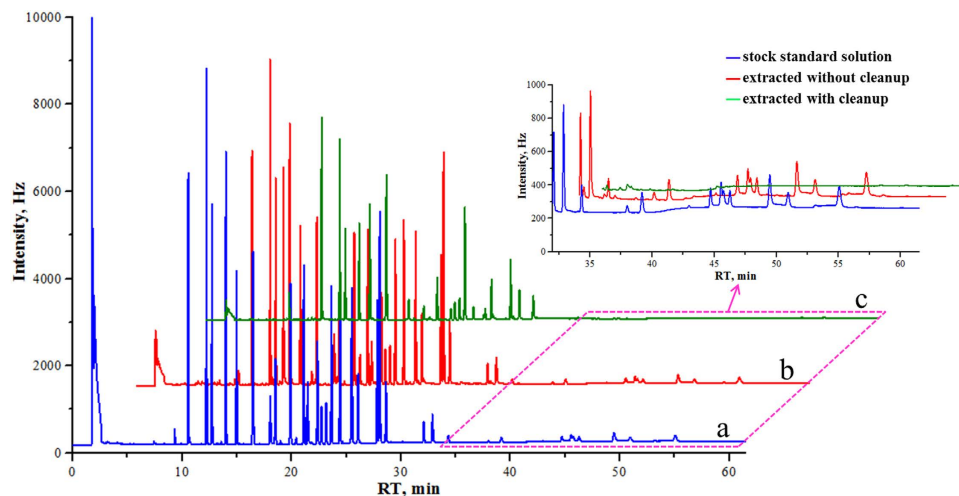 10000
8000
6000
4000
2000
0
Intensity, Hz
0
10
20
30
40
50
60
RT, min
stock standard solution
extracted without cleanup
extracted with cleanup
1000
800
600
400
200
0
Intensity, Hz
35
40
45
50
55
60
RT, min
c
b
a